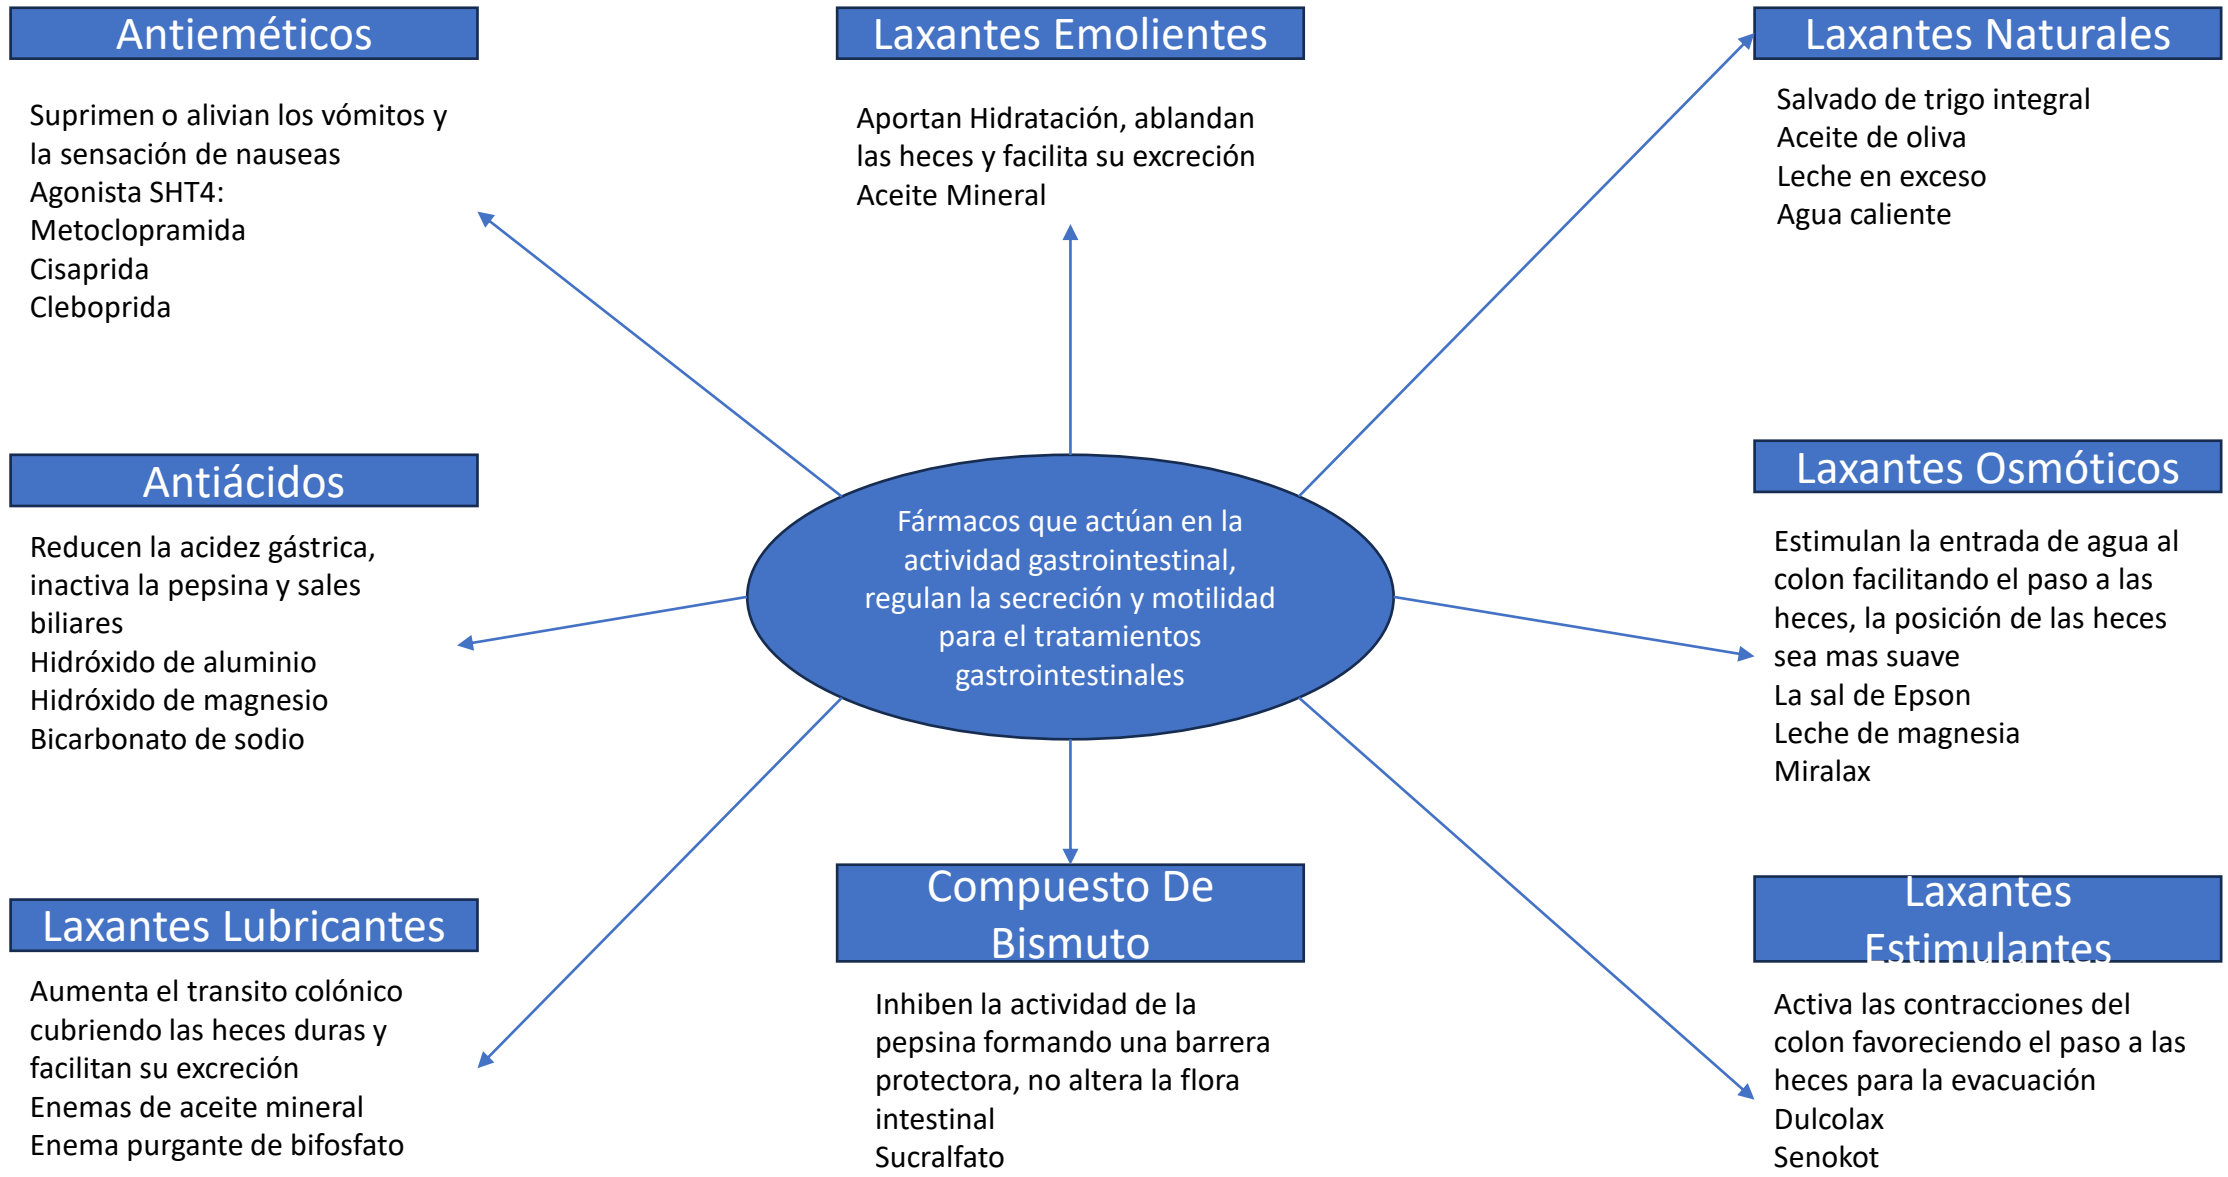 Antieméticos
Suprimen o alivian los vómitos y
la sensación de nauseas
Agonista SHT4:
Metoclopramida
Cisaprida
Cleboprida
Laxantes Emolientes
Aportan Hidratación, ablandan
las heces y facilita su excreción
Aceite Mineral
Laxantes Naturales
Salvado de trigo integral
Aceite de oliva
Leche en exceso
Agua caliente
Antiácidos
Reducen la acidez gástrica,
inactiva la pepsina y sales
biliares
Hidróxido de aluminio
Hidróxido de magnesio
Bicarbonato de sodio
Fármacos que actúan en la
actividad gastrointestinal,
regulan la secreción y motilidad
para el tratamientos
gastrointestinales
Laxantes Osmóticos
Estimulan la entrada de agua al
colon facilitando el paso a las
heces, la posición de las heces
sea mas suave
La sal de Epson
Leche de magnesia
Miralax
Laxantes Lubricantes
Aumenta el transito colónico
cubriendo las heces duras y
facilitan su excreción
Enemas de aceite mineral
Enema purgante de bifosfato
Compuesto De
Bismuto
Inhiben la actividad de la
pepsina formando una barrera
protectora, no altera la flora
intestinal
Sucralfato
Laxantes
Estimulantes
Activa las contracciones del
colon favoreciendo el paso a las
heces para la evacuación
Dulcolax
Senokot